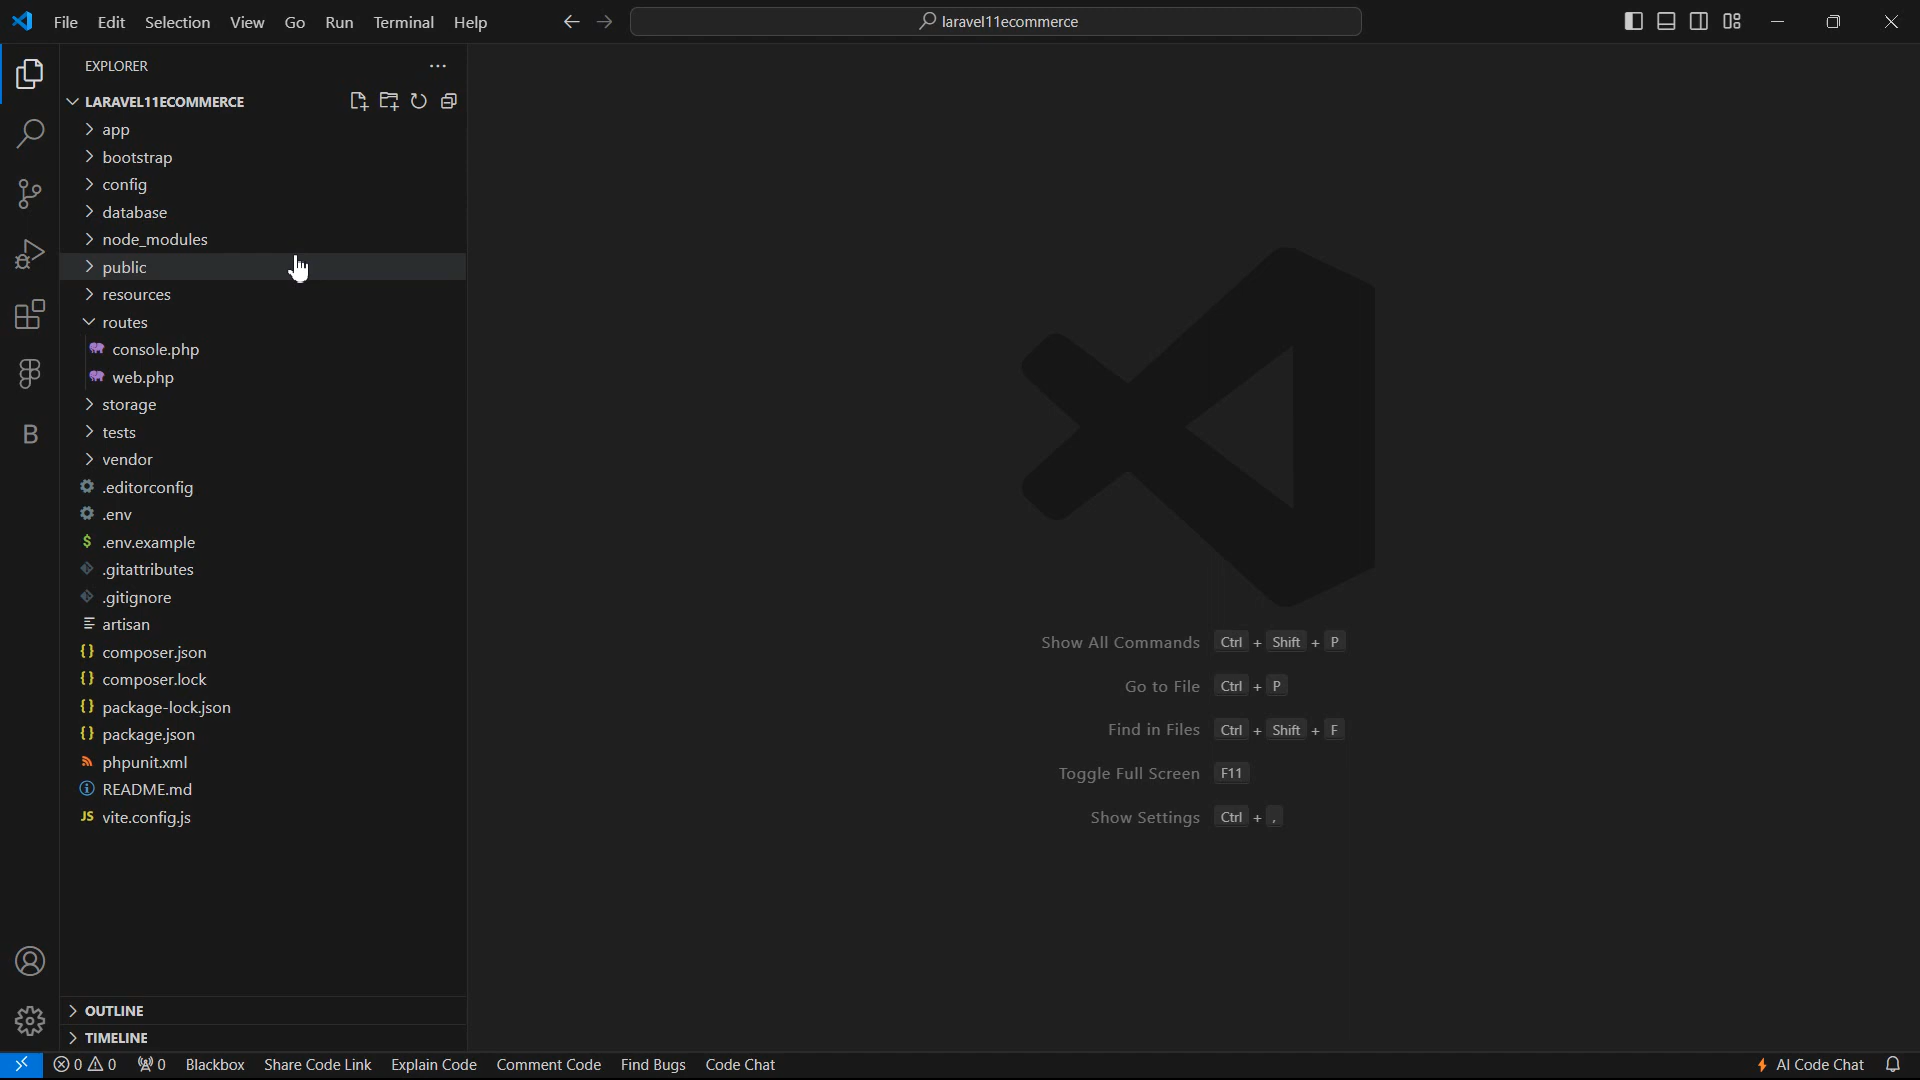 File Edit Selection View Go Run Terminal Help
laravel11ecommerce
EXPLORER
LARAVEL11ECOMMERCE
app
bootstrap
config
database
node_modules
public
resources
routes
console.php
web.php
storage
tests
vendor
.editorconfig
.env
$ .env.example
.gitattributes
.gitignore
artisan
{} composer.json
{} composer.lock
{} package-lock.json
{} package.json
phpunit.xml
README.md
JS vite.config.js
B
OUTLINE
TIMELINE
Show All Commands Ctrl + Shift + P
Go to File Ctrl + P
Find in Files Ctrl + Shift + F
Toggle Full Screen F11
Show Settings Ctrl + ,
0 0 0 Blackbox Share Code Link Explain Code Comment Code Find Bugs Code Chat AI Code Chat